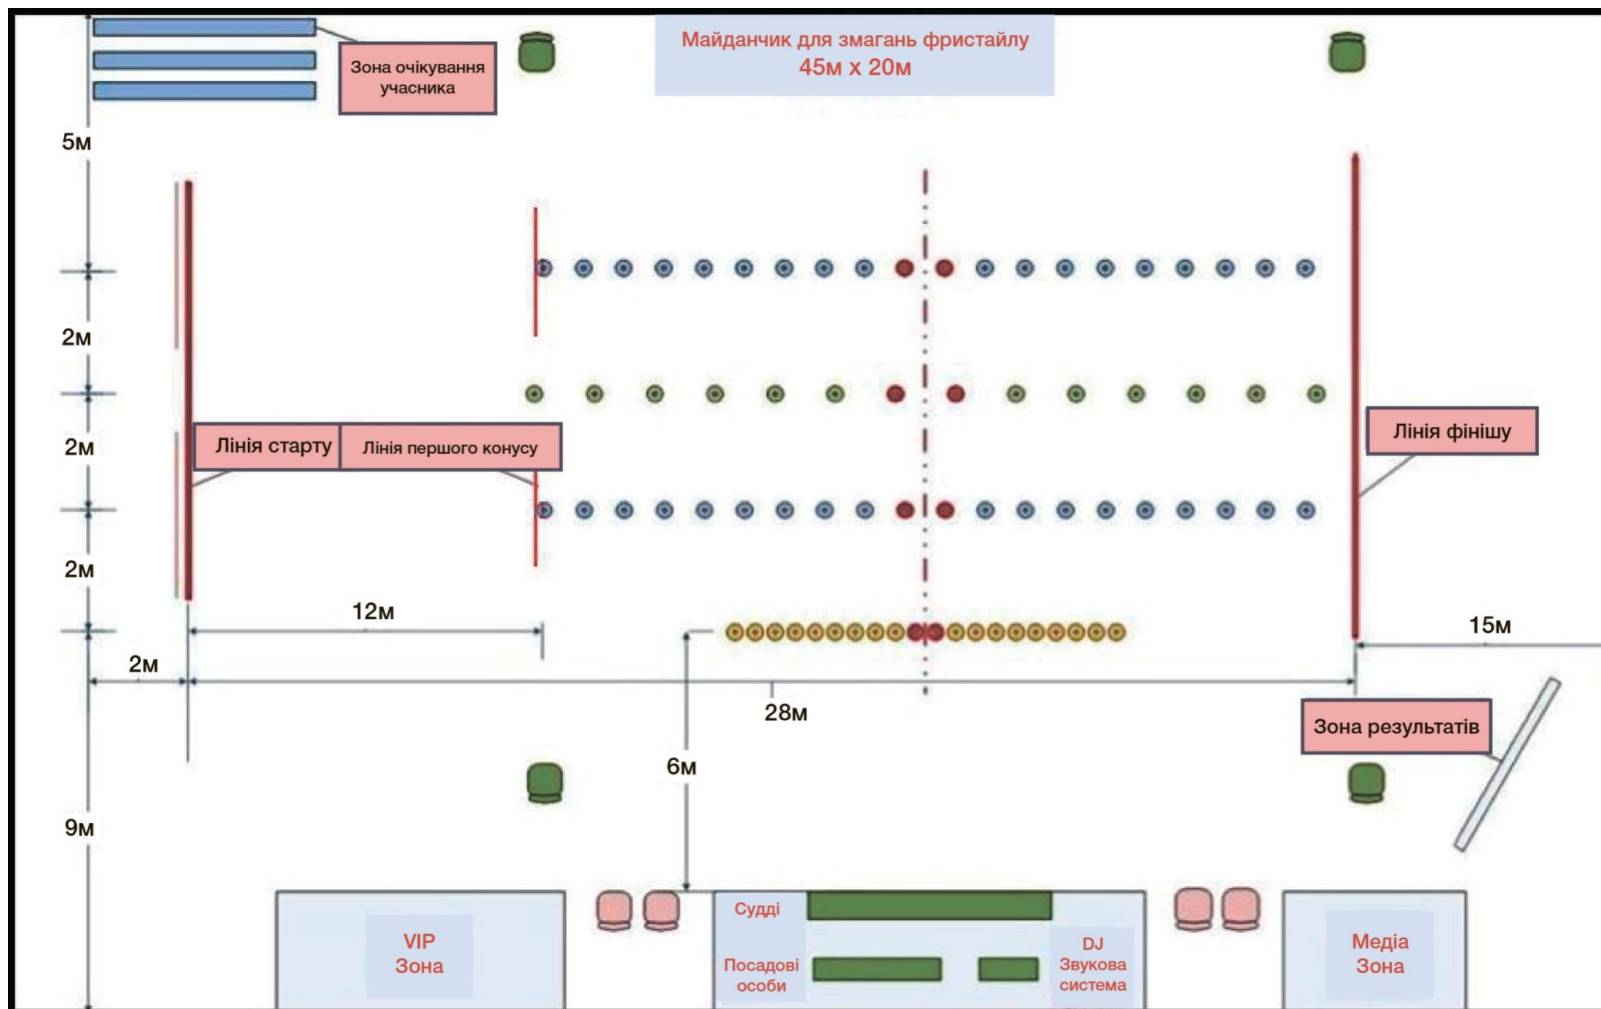 Майданчик для змагань фристайлу
45м х 20м
Зона очікування
учасника
5м
2м
2м
Лінія старту
Лінія першого конусу
Лінія фінішу
2м
12м
15м
2м
28м
Зона результатів
6м
9м
Судді
VIP
Зона
Посадові
особи
DJ
Звукова
система
Медіа
Зона